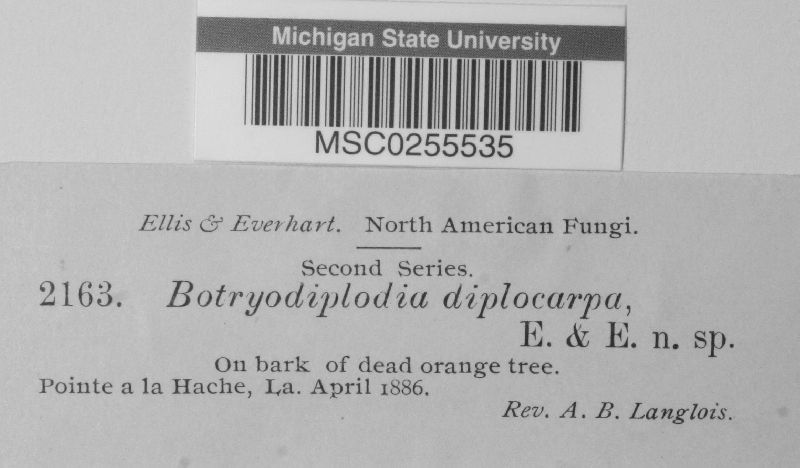 Michigan State University
MSC0255535
Ellis & Everhart. North American Fungi.
Second Series.
2163. Botryodiplodia diplocarpa,
E. & E. n. sp.
On bark of dead orange tree.
Pointe a la Hache, La. April 1886.
Rev. A. B. Langlois.